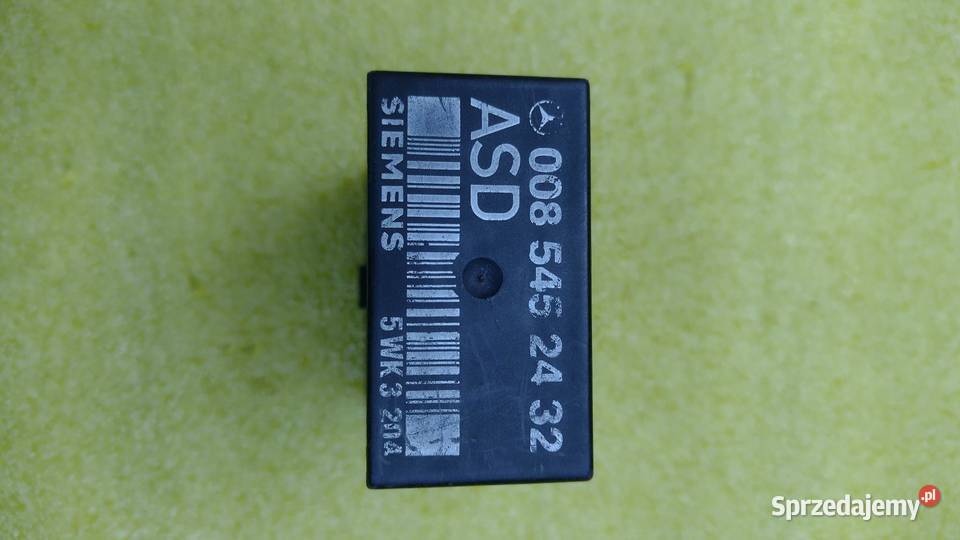 008 545 24 32
ASD
SIEMENS 5WK3 204
Sprzedajemy.pl